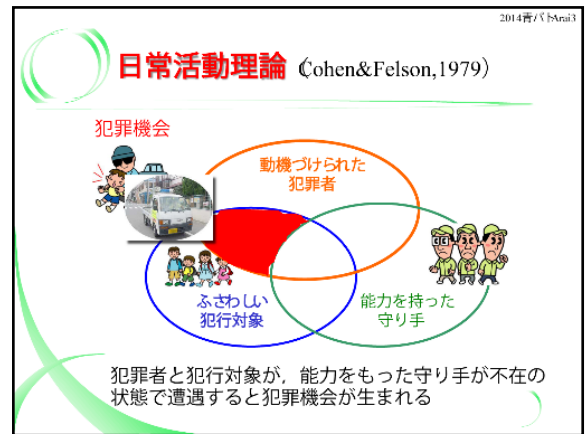 2014青パトArai3
日常活動理論 (Cohen&Felson,1979)
犯罪機会
動機づけられた
犯罪者
ふさわしい
犯行対象
能力を持った
守り手
犯罪者と犯行対象が，能力をもった守り手が不在の
状態で遭遇すると犯罪機会が生まれる